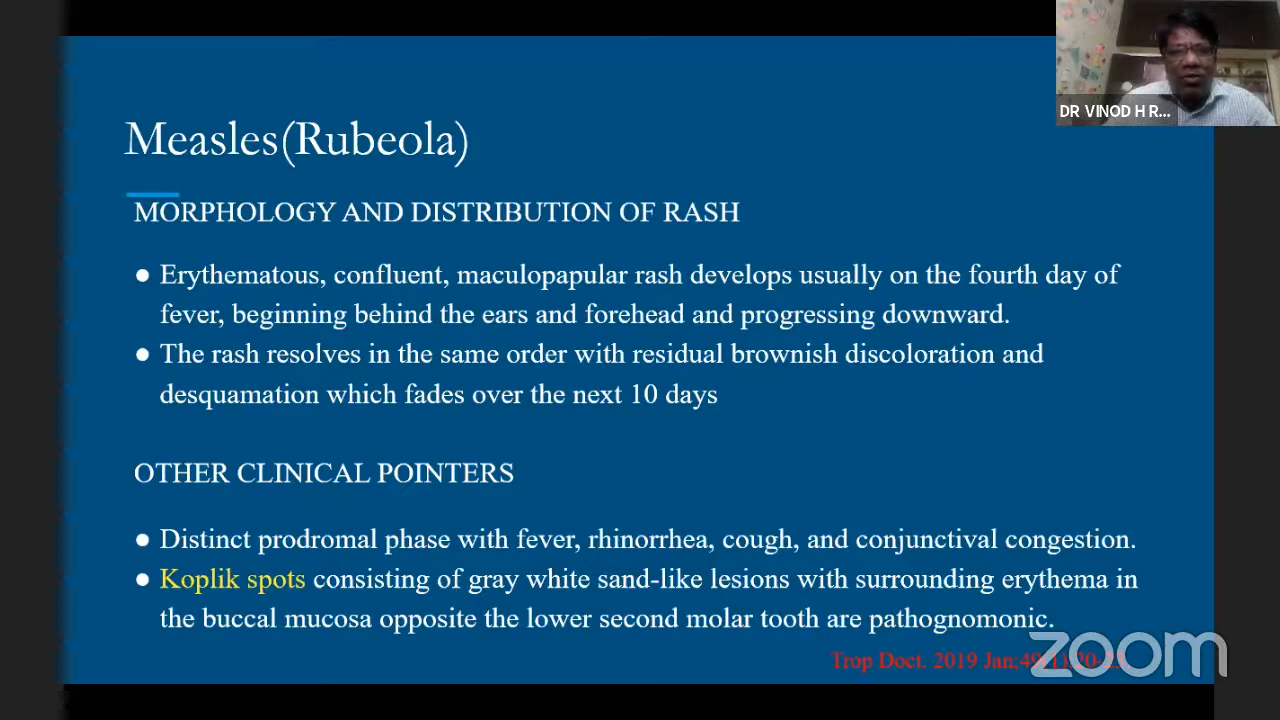 DR VINOD H R...
Measles(Rubeola)
MORPHOLOGY AND DISTRIBUTION OF RASH
● Erythematous, confluent, maculopapular rash develops usually on the fourth day of
fever, beginning behind the ears and forehead and progressing downward.
● The rash resolves in the same order with residual brownish discoloration and
desquamation which fades over the next 10 days
OTHER CLINICAL POINTERS
● Distinct prodromal phase with fever, rhinorrhea, cough, and conjunctival congestion.
● Koplik spots consisting of gray white sand-like lesions with surrounding erythema in
the buccal mucosa opposite the lower second molar tooth are pathognomonic.
Trop Doct. 2019 Jan;49(1):20-
zoom